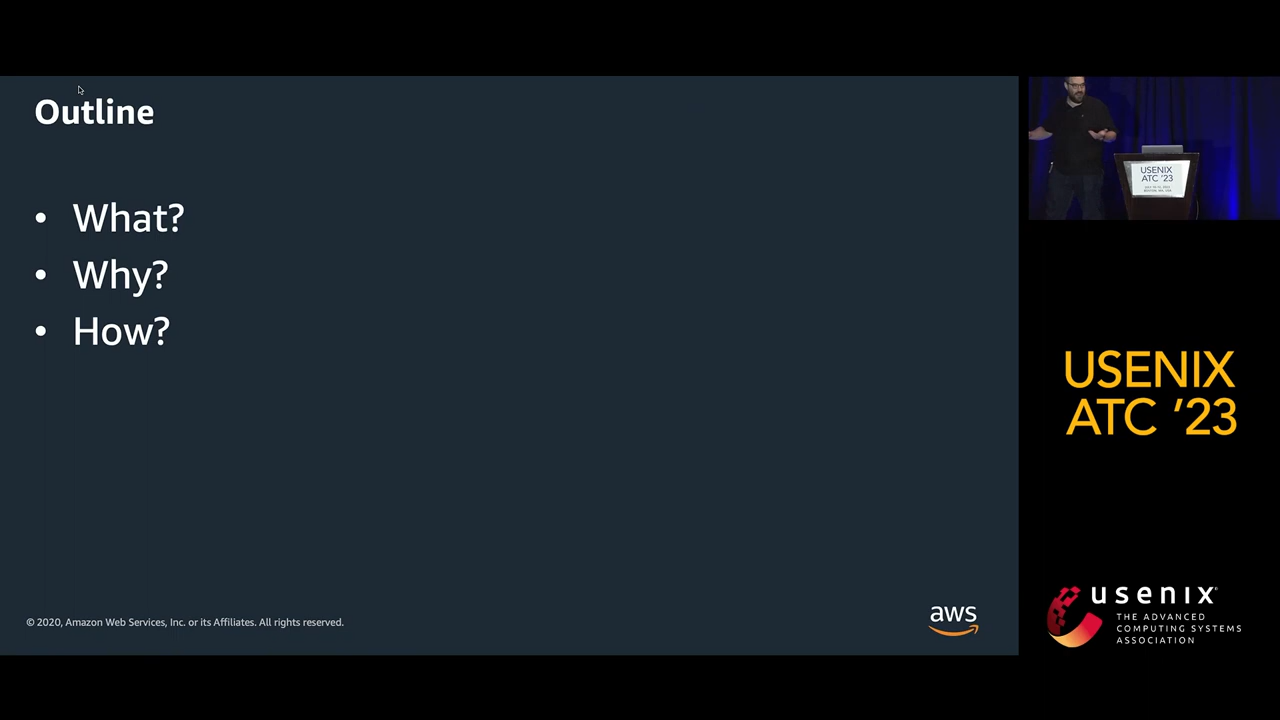 Outline
• What?
• Why?
• How?
© 2020, Amazon Web Services, Inc. or its Affiliates. All rights reserved.
aws
USENIX
ATC '23
USENIX
ATC ’23
usenix
THE ADVANCED
COMPUTING SYSTEMS
ASSOCIATION